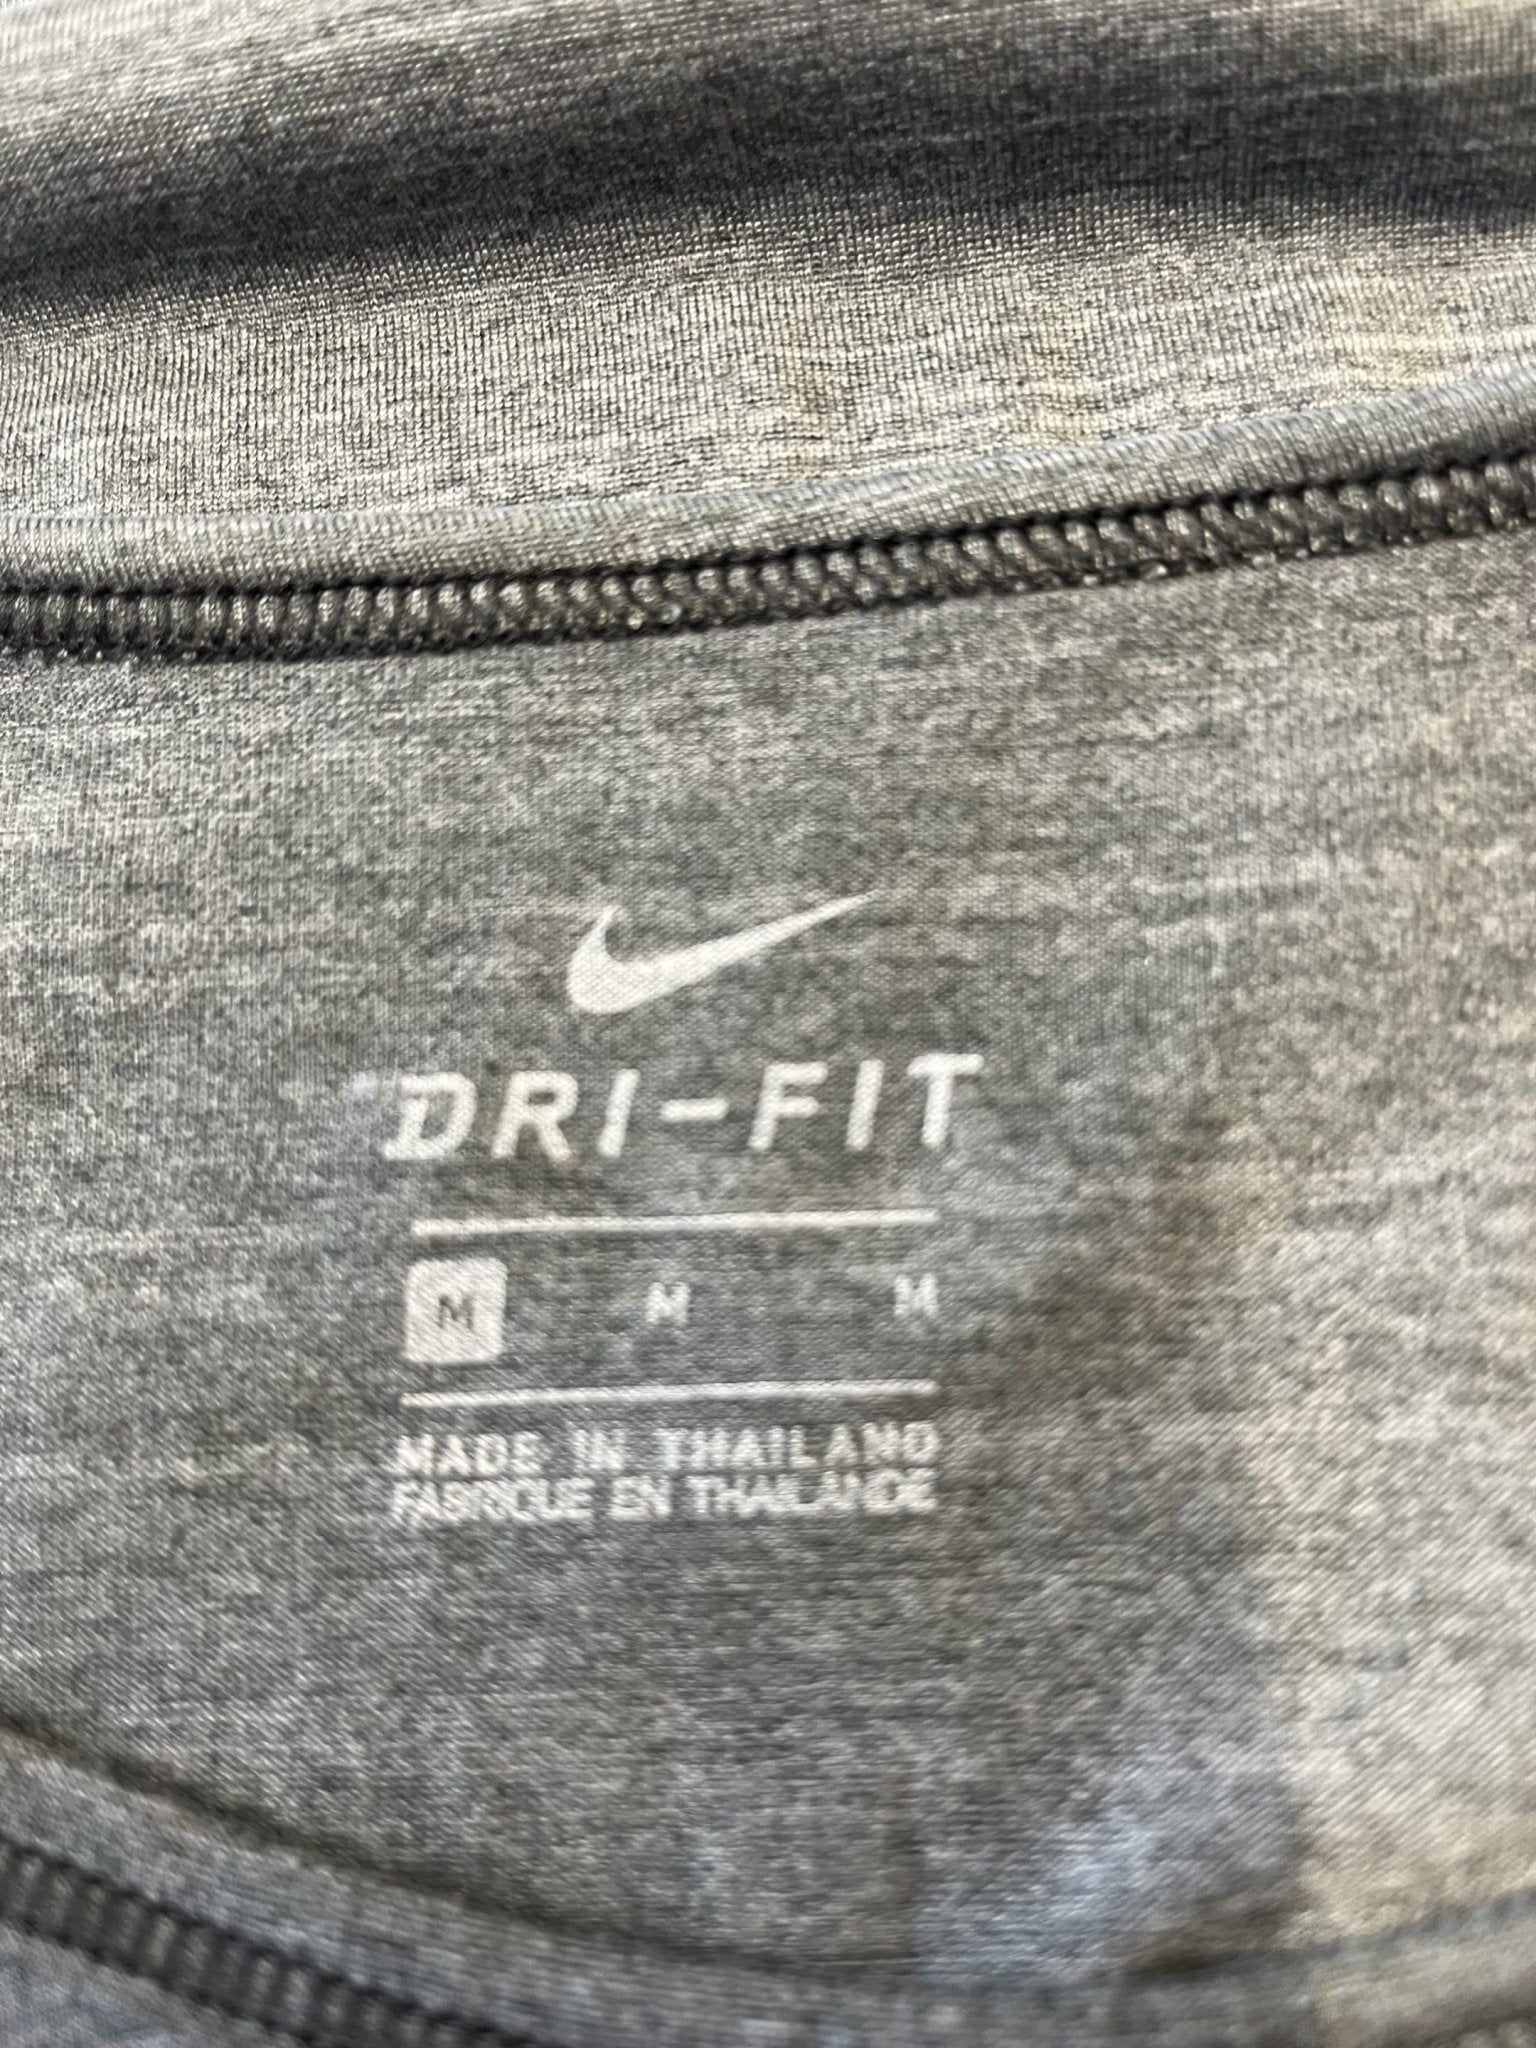 DRI-FIT
M M M
MADE IN THAILAND
FABRIQUE EN THAILANDE